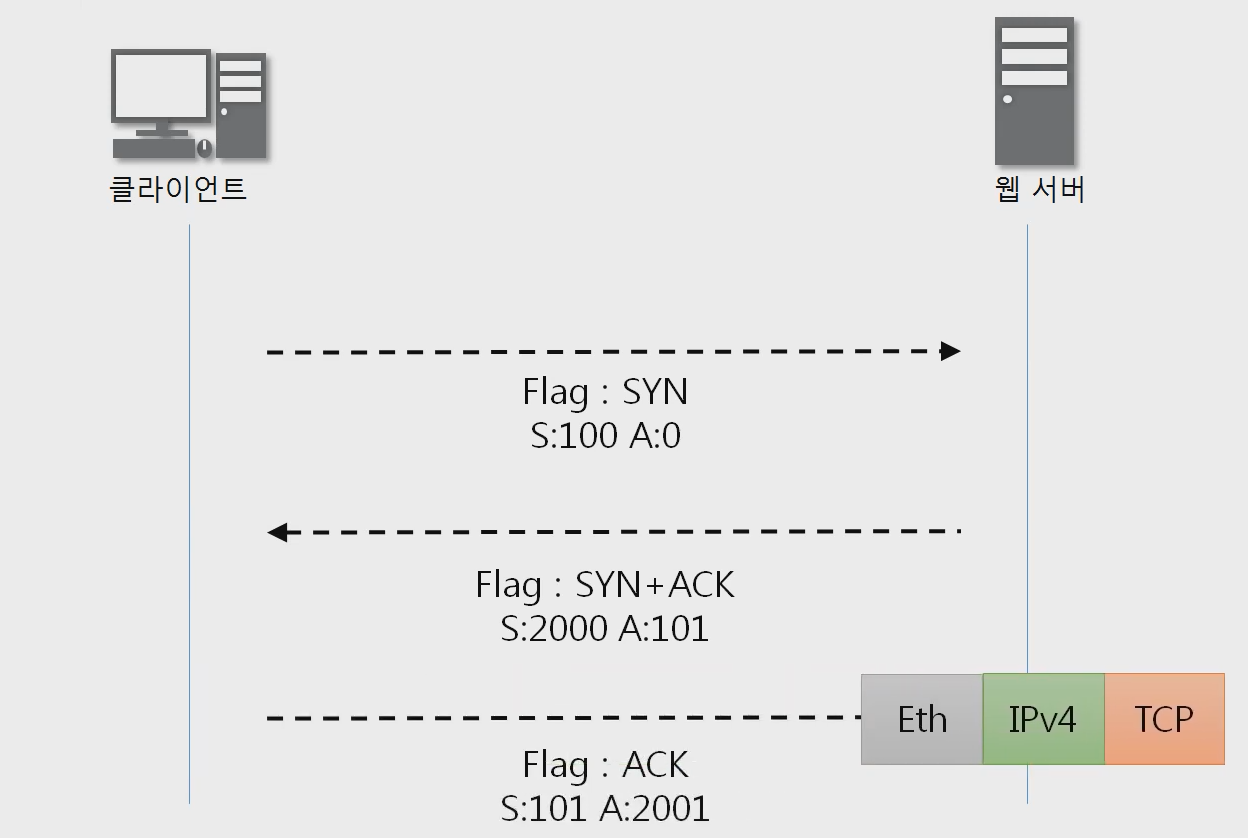 클라이언트
웹 서버
Flag : SYN
S:100 A:0
Flag : SYN+ACK
S:2000 A:101
Eth
IPv4
TCP
Flag : ACK
S:101 A:2001